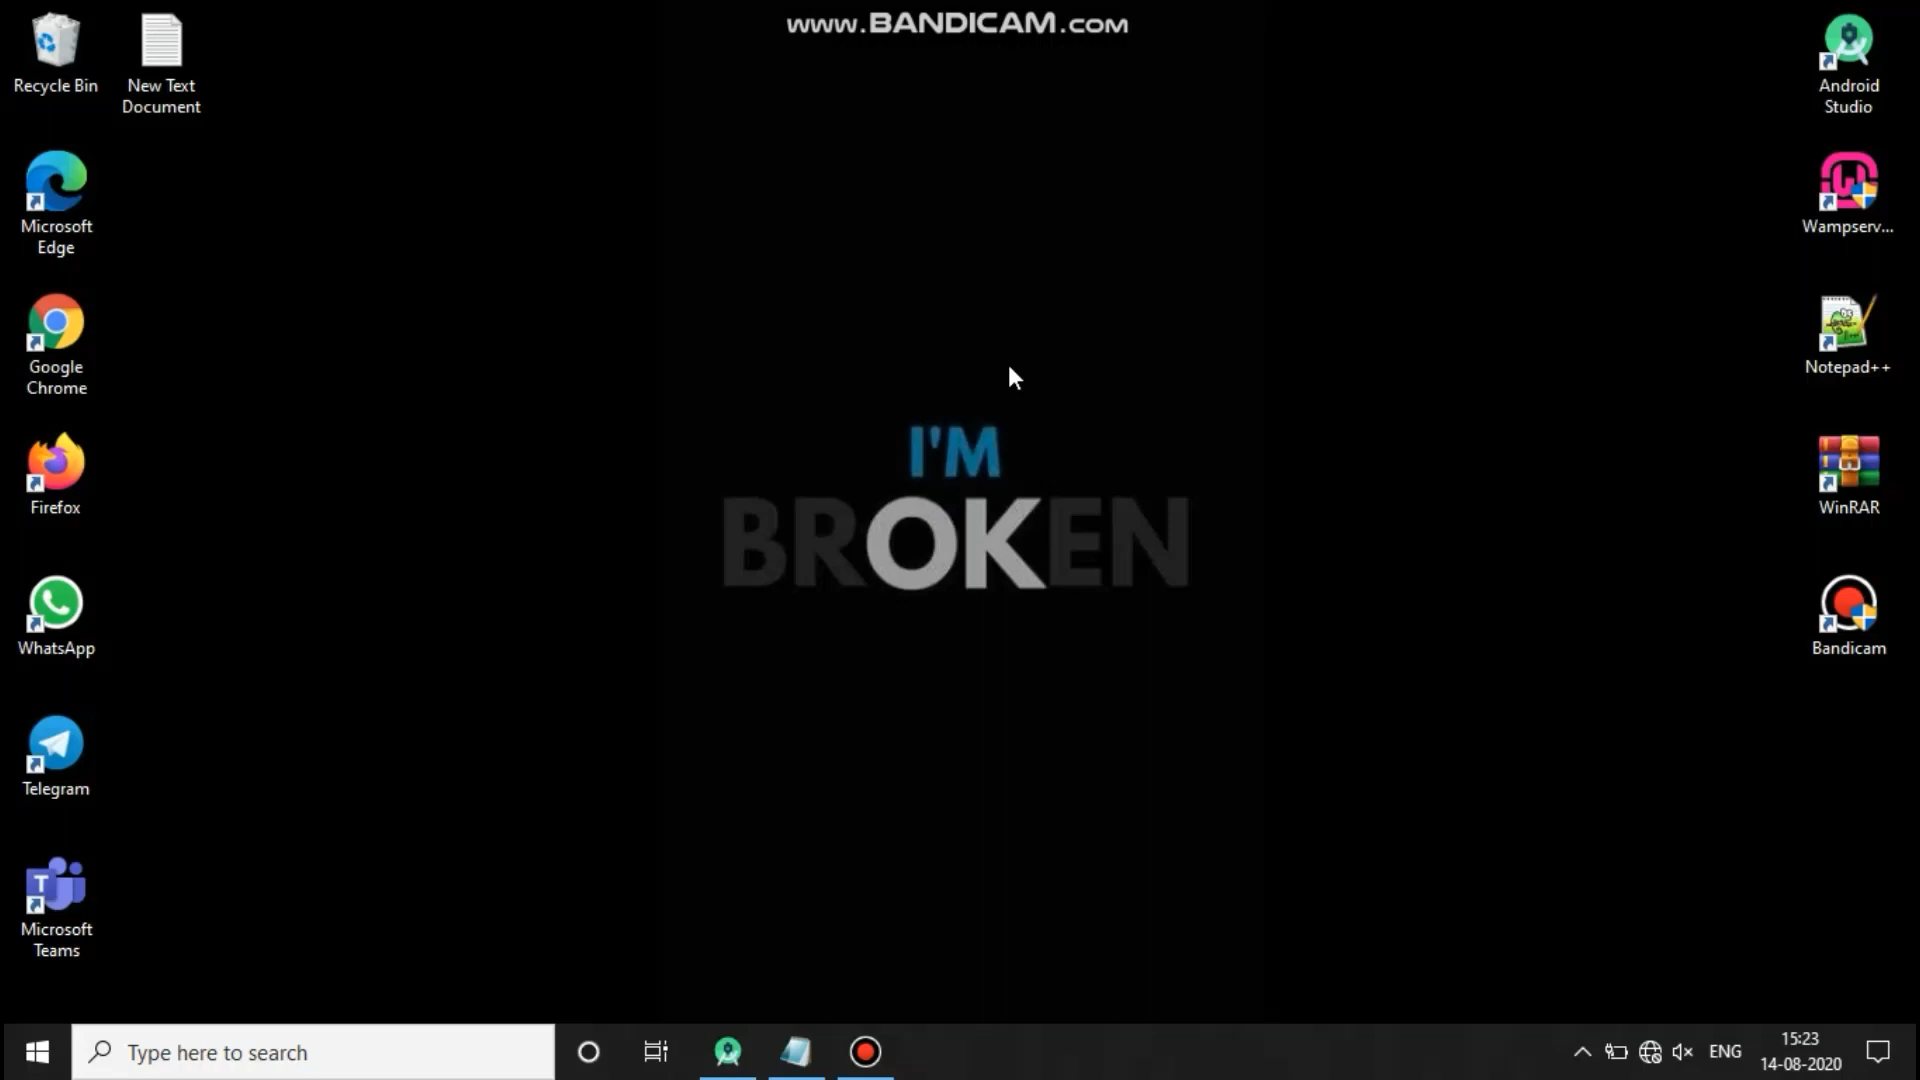 www.BANDICAM.com
Recycle Bin
New Text
Document
Microsoft
Edge
Google
Chrome
Firefox
WhatsApp
Telegram
Microsoft
Teams
I'M
BROKEN
Android
Studio
Wampserv...
Notepad++
WinRAR
Bandicam
Type here to search
ENG
15:23
14-08-2020